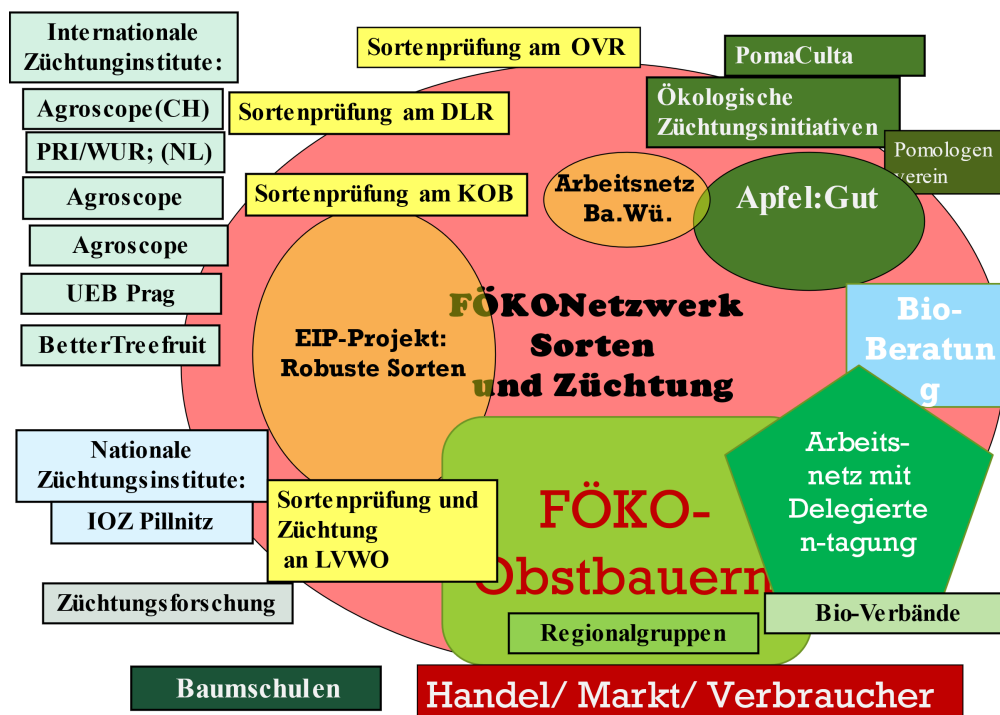 Internationale
Züchtunginstitute:
Agroscope(CH)
PRI/WUR; (NL)
Agroscope
Agroscope
UEB Prag
BetterTreefruit
Nationale
Züchtungsinstitute:
IOZ Pillnitz
Züchtungsforschung
Baumschulen
Sortenprüfung am OVR
Sortenprüfung am DLR
Sortenprüfung am KOB
EIP-Projekt:
Robuste Sorten
Sortenprüfung und
Züchtung
an LVWO
PomaCulta
Ökologische
Züchtungsinitiativen
Pomologen
verein
Arbeitsnetz
Ba.Wü.
Apfel:Gut
FÖKO-Netzwerk
Sorten
und Züchtung
Bio-
Beratun
g
Arbeits-
netz mit
Delegierte
n-tagung
FÖKO-
Obstbauern
Regionalgruppen
Bio-Verbände
Handel/ Markt/ Verbraucher